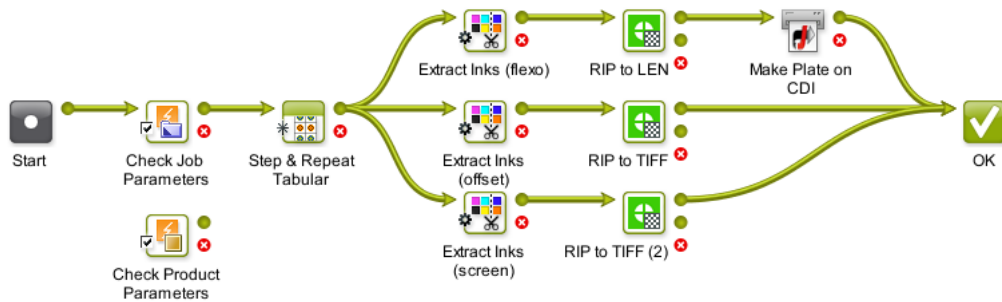 Extract Inks (flexo)
RIP to LEN
Make Plate on
CDI
Start
Check Job
Parameters
Step & Repeat
Tabular
Extract Inks
(offset)
RIP to TIFF
OK
Check Product
Parameters
Extract Inks
(screen)
RIP to TIFF (2)